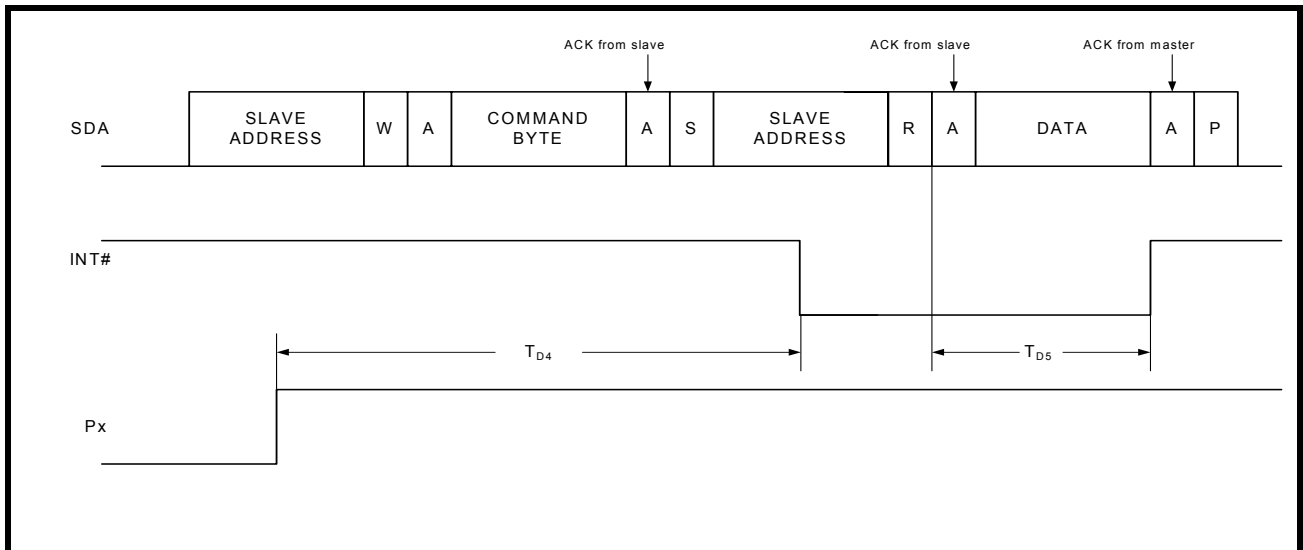 ACK from slave
ACK from slave
ACK from master
SDA
SLAVE
ADDRESS
W
A
COMMAND
BYTE
A
S
SLAVE
ADDRESS
R
A
DATA
A
P
INT#
TD4
TD5
Px